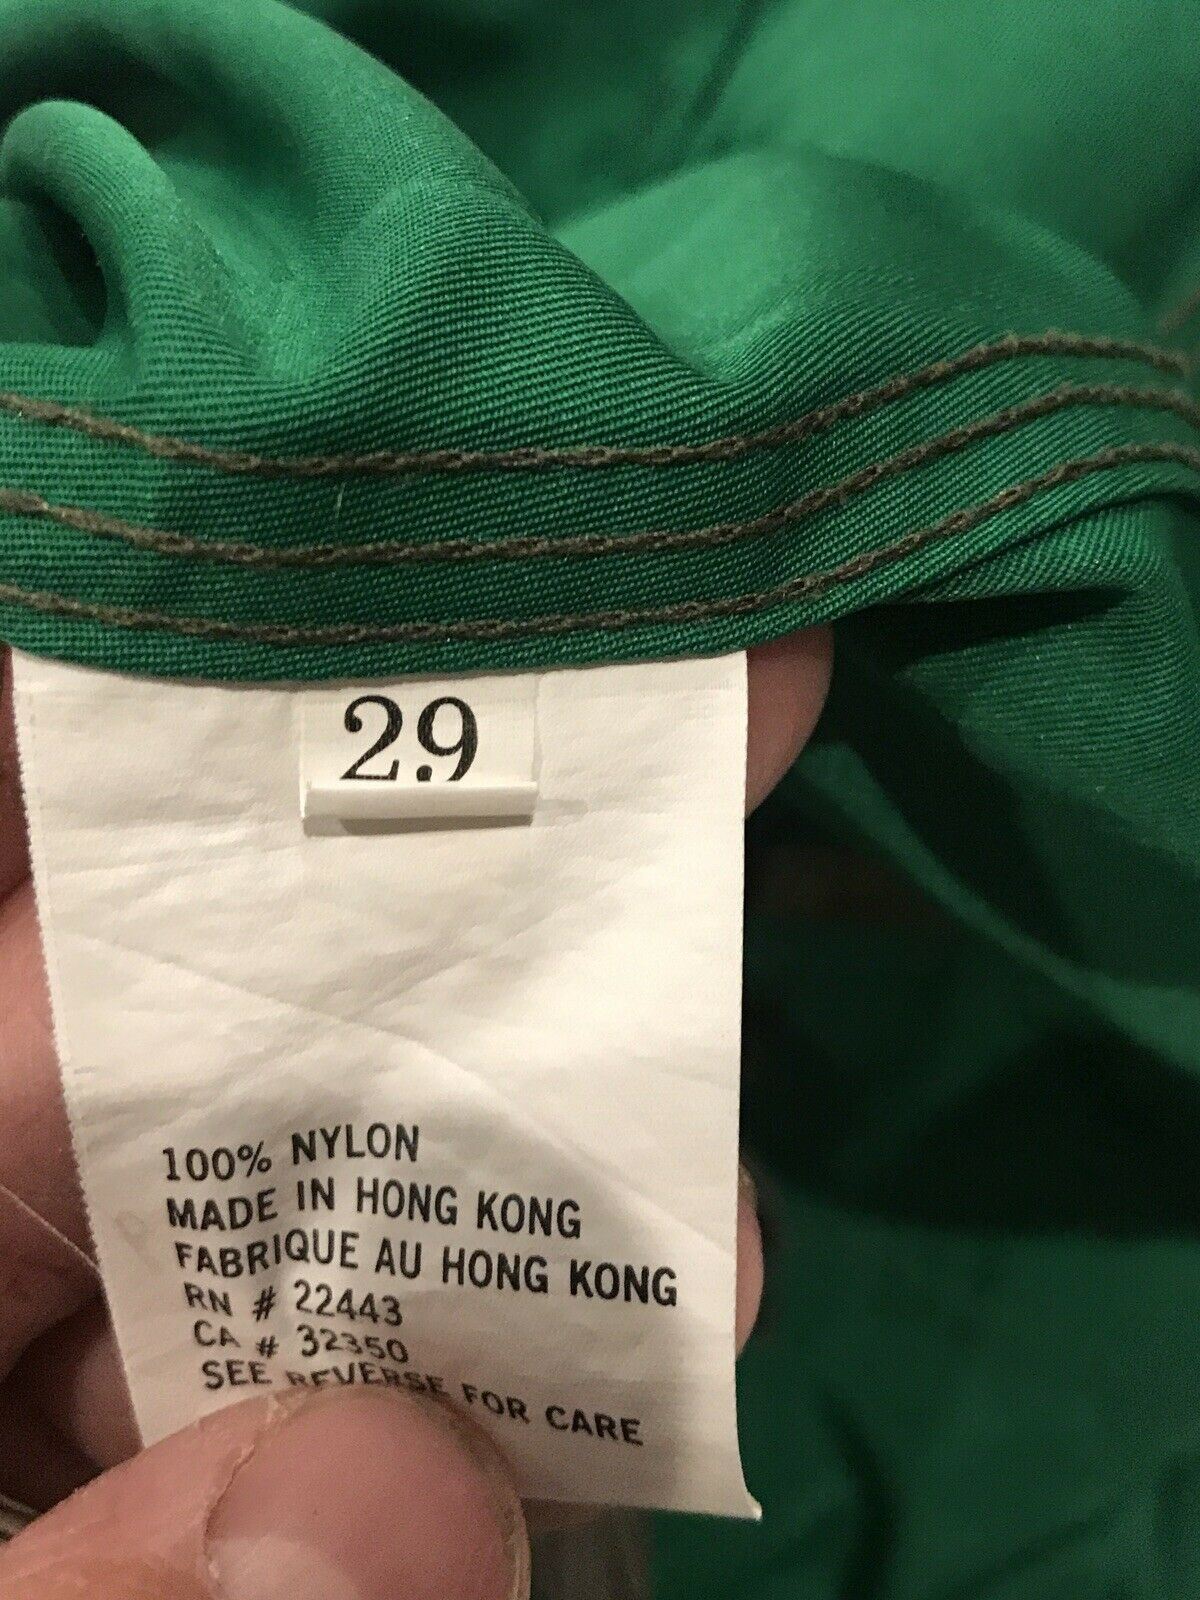 29
100% NYLON
MADE IN HONG KONG
FABRIQUE AU HONG KONG
RN # 22443
CA # 32350
SEE REVERSE FOR CARE